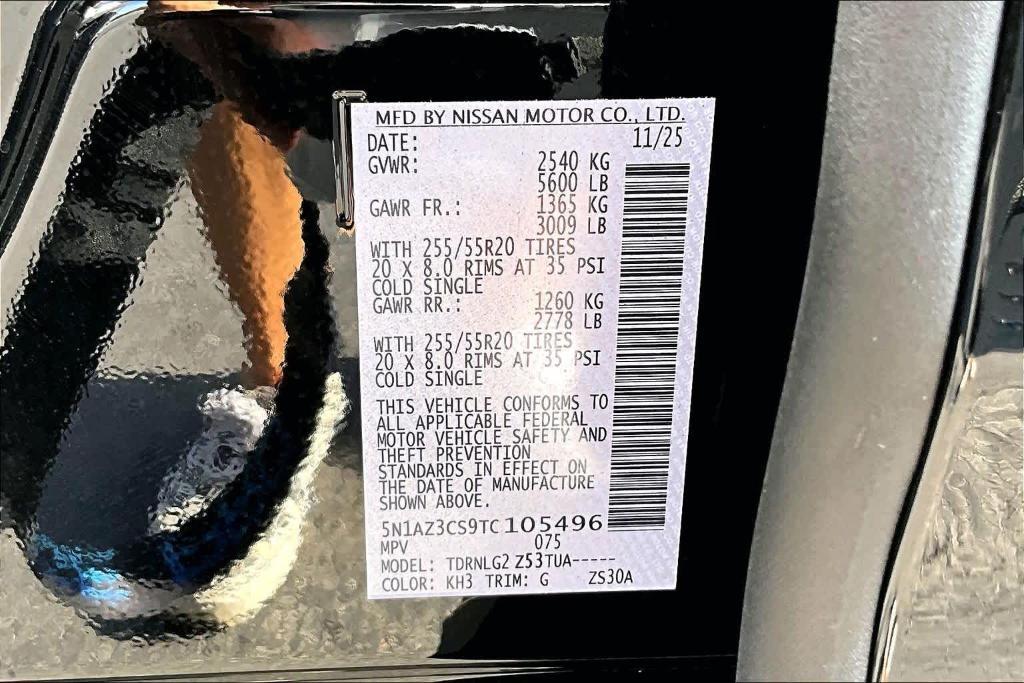 MFD BY NISSAN MOTOR CO., LTD.
DATE: 11/25
GVWR: 2540 KG
5600 LB
GAWR FR.: 1365 KG
3009 LB
WITH 255/55R20 TIRES
20 X 8.0 RIMS AT 35 PSI
COLD SINGLE
GAWR RR.: 1260 KG
2778 LB
WITH 255/55R20 TIRES
20 X 8.0 RIMS AT 35 PSI
COLD SINGLE
THIS VEHICLE CONFORMS TO
ALL APPLICABLE FEDERAL
MOTOR VEHICLE SAFETY AND
THEFT PREVENTION
STANDARDS IN EFFECT ON
THE DATE OF MANUFACTURE
SHOWN ABOVE.
5N1AZ3CS9TC105496
MPV 075
MODEL: TDRNLG2 Z53TUA-----
COLOR: KH3 TRIM: G ZS30A